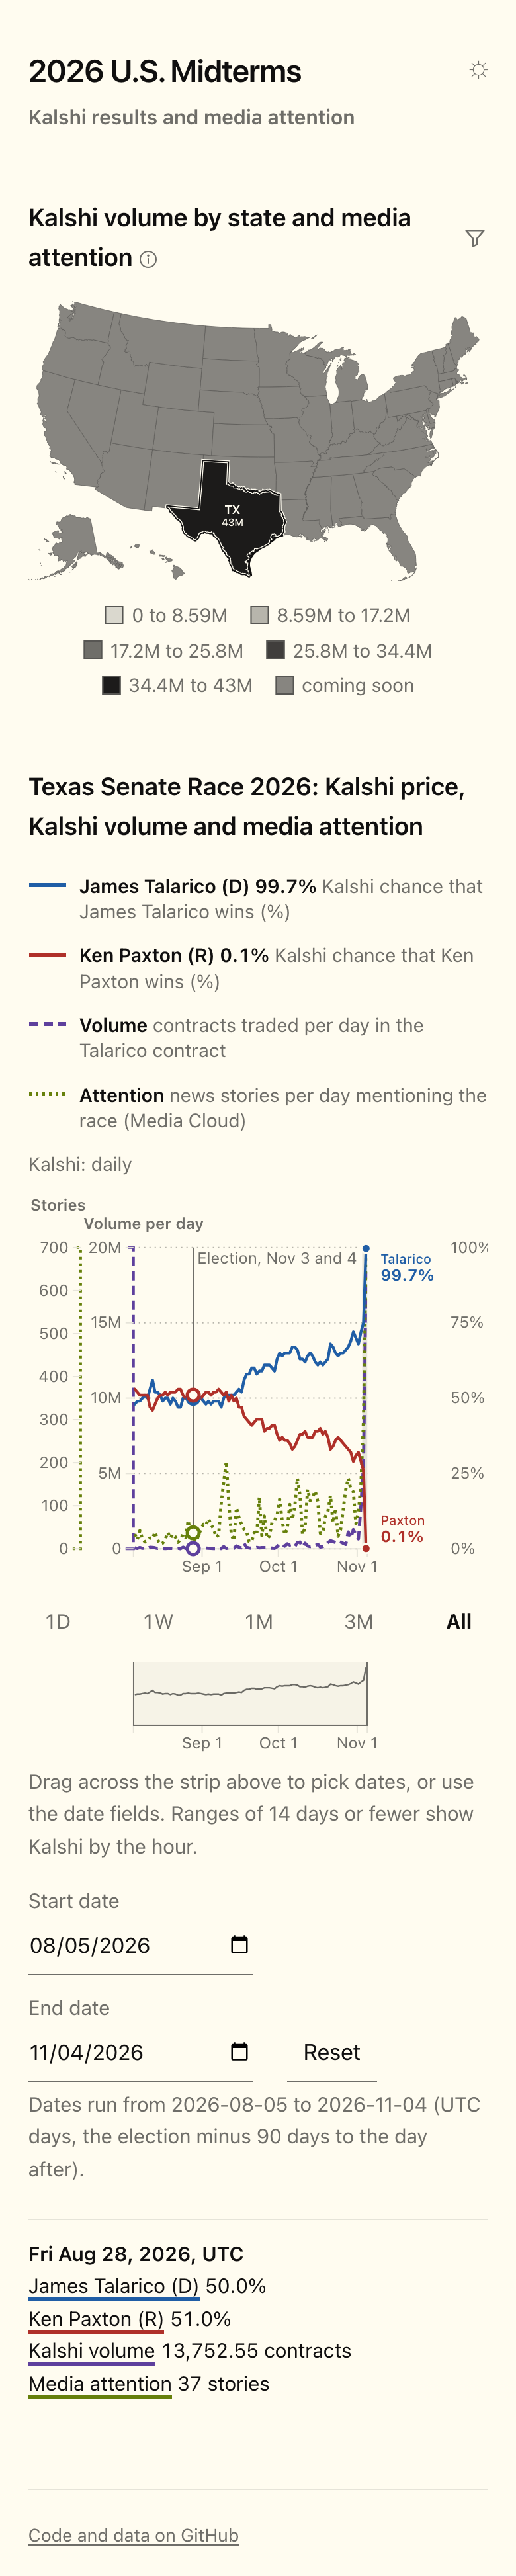 2026 U.S. Midterms
Kalshi results and media attention
Kalshi volume by state and media
attention
TX
43M
0 to 8.59M
8.59M to 17.2M
17.2M to 25.8M
25.8M to 34.4M
34.4M to 43M
coming soon
Texas Senate Race 2026: Kalshi price,
Kalshi volume and media attention
James Talarico (D) 99.7% Kalshi chance that
James Talarico wins (%)
Ken Paxton (R) 0.1% Kalshi chance that Ken
Paxton wins (%)
Volume contracts traded per day in the
Talarico contract
Attention news stories per day mentioning the
race (Media Cloud)
Kalshi: daily
Stories
Volume per day
700
20M
Election, Nov 3 and 4
Talarico
99.7%
100%
600
15M
75%
500
400
10M
50%
300
200
5M
25%
100
Paxton
0.1%
0
0
0%
Sep 1
Oct 1
Nov 1
1D
1W
1M
3M
All
Sep 1
Oct 1
Nov 1
Drag across the strip above to pick dates, or use
the date fields. Ranges of 14 days or fewer show
Kalshi by the hour.
Start date
08/05/2026
End date
11/04/2026
Reset
Dates run from 2026-08-05 to 2026-11-04 (UTC
days, the election minus 90 days to the day
after).
Fri Aug 28, 2026, UTC
James Talarico (D) 50.0%
Ken Paxton (R) 51.0%
Kalshi volume 13,752.55 contracts
Media attention 37 stories
Code and data on GitHub